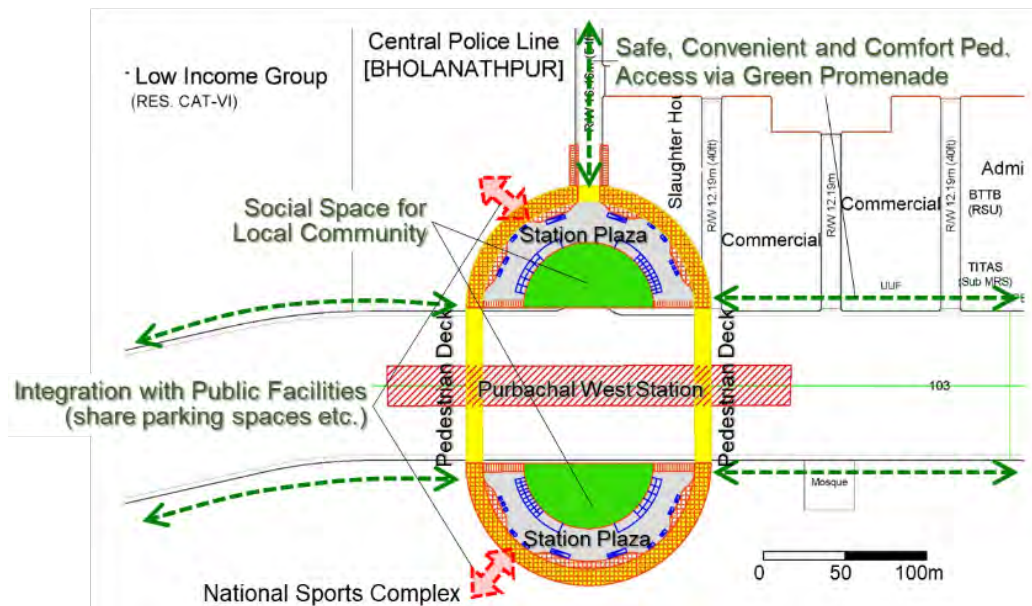 Central Police Line
[BHOLANATHPUR]
Safe, Convenient and Comfort Ped.
Access via Green Promenade
Low Income Group
(RES. CAT-VI)
Slaughter Hou
R/W 12.19m (40ft)
R/W 12.19m
R/W 12.19m (40ft)
Admi
BTTB
(RSU)
Commercial
Commercial
TITAS
(Sub MRS)
Social Space for
Local Community
Station Plaza
Pedestrian Deck
Pedestrian Deck
Integration with Public Facilities
(share parking spaces etc.)
Purbachal West Station
103
Mosque
Station Plaza
National Sports Complex
0 50 100m